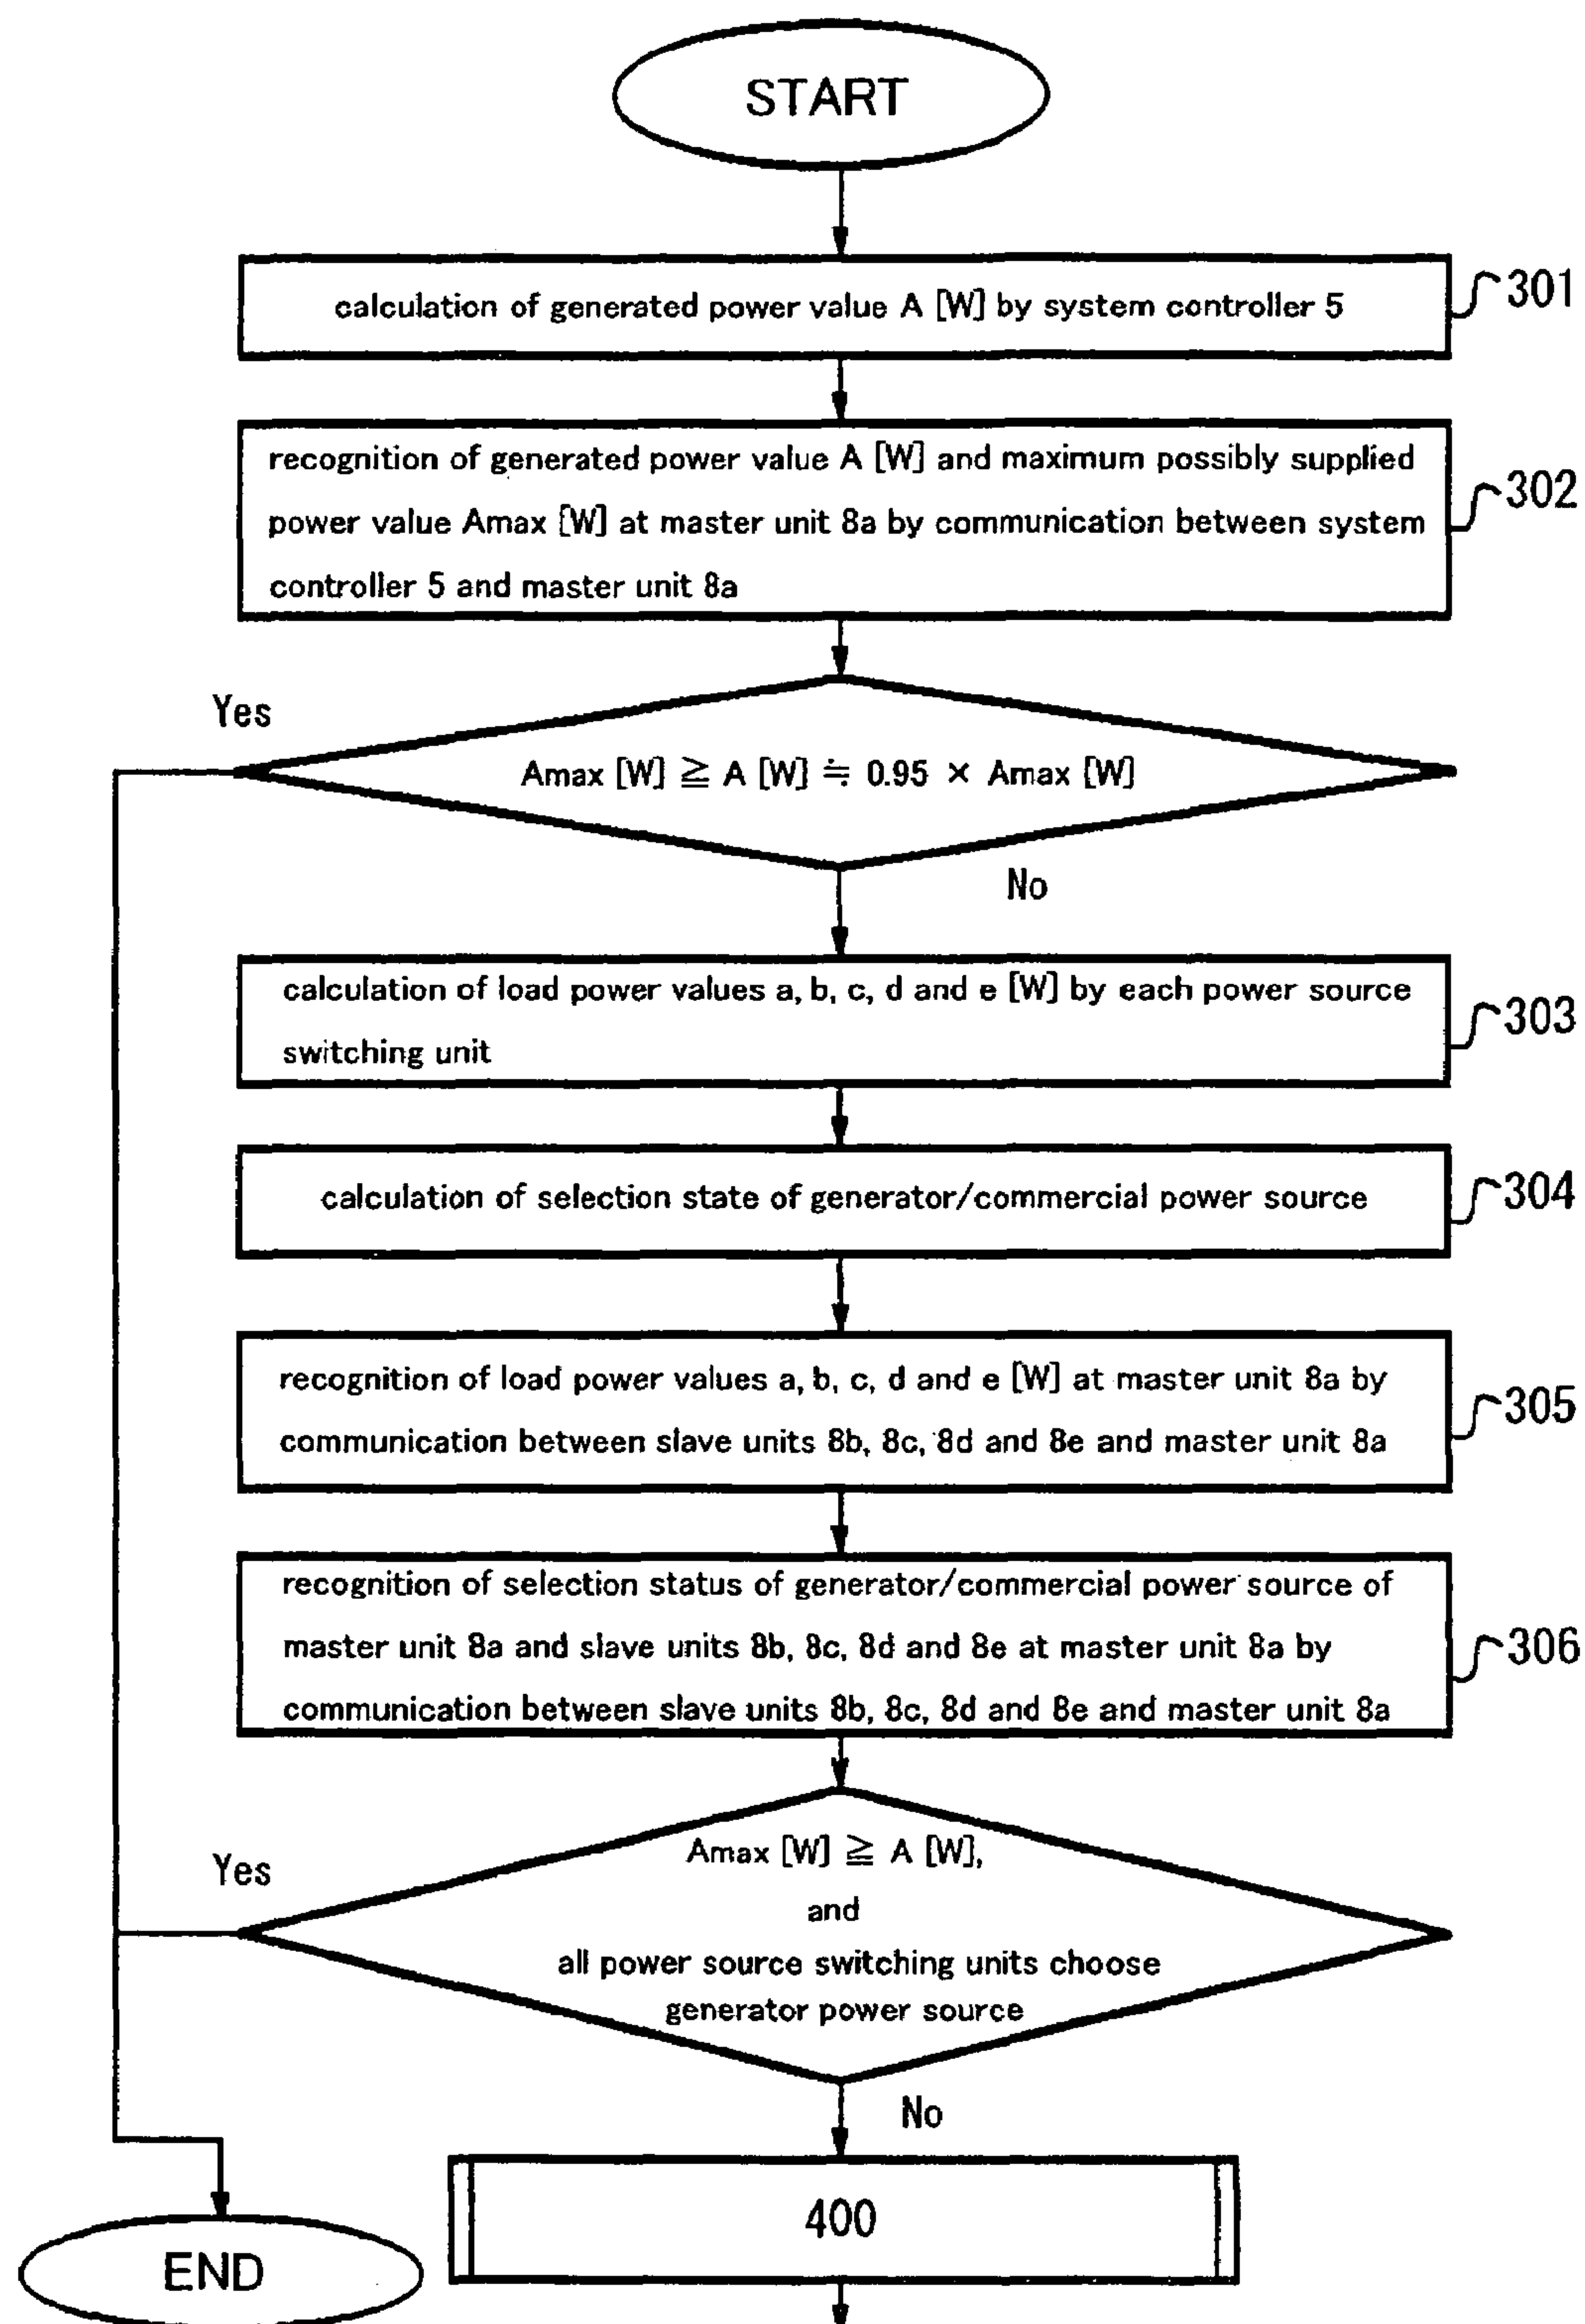 START
calculation of generated power value A [W] by system controller 5
301
recognition of generated power value A [W] and maximum possibly supplied
power value Amax [W] at master unit 8a by communication between system
controller 5 and master unit 8a
302
Yes
Amax [W] ≧ A [W] ≒ 0.95 × Amax [W]
No
calculation of load power values a, b, c, d and e [W] by each power source
switching unit
303
calculation of selection state of generator/commercial power source
304
recognition of load power values a, b, c, d and e [W] at master unit 8a by
communication between slave units 8b, 8c, 8d and 8e and master unit 8a
305
recognition of selection status of generator/commercial power source of
master unit 8a and slave units 8b, 8c, 8d and 8e at master unit 8a by
communication between slave units 8b, 8c, 8d and 8e and master unit 8a
306
Yes
Amax [W] ≧ A [W],
and
all power source switching units choose
generator power source
No
400
END